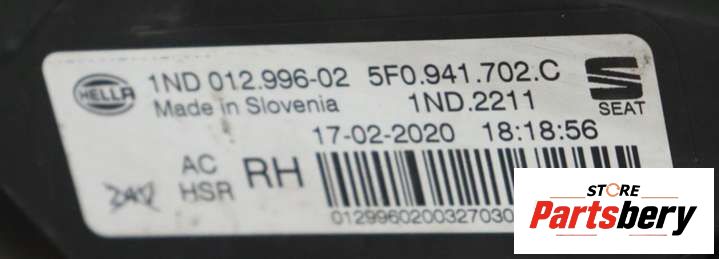 HELLA
1ND 012.996-02 5F0.941.702.C
Made in Slovenia 1ND.2211
SEAT
17-02-2020 18:18:56
AC
HSR
RH
0129960200327030
STORE
Partsbery